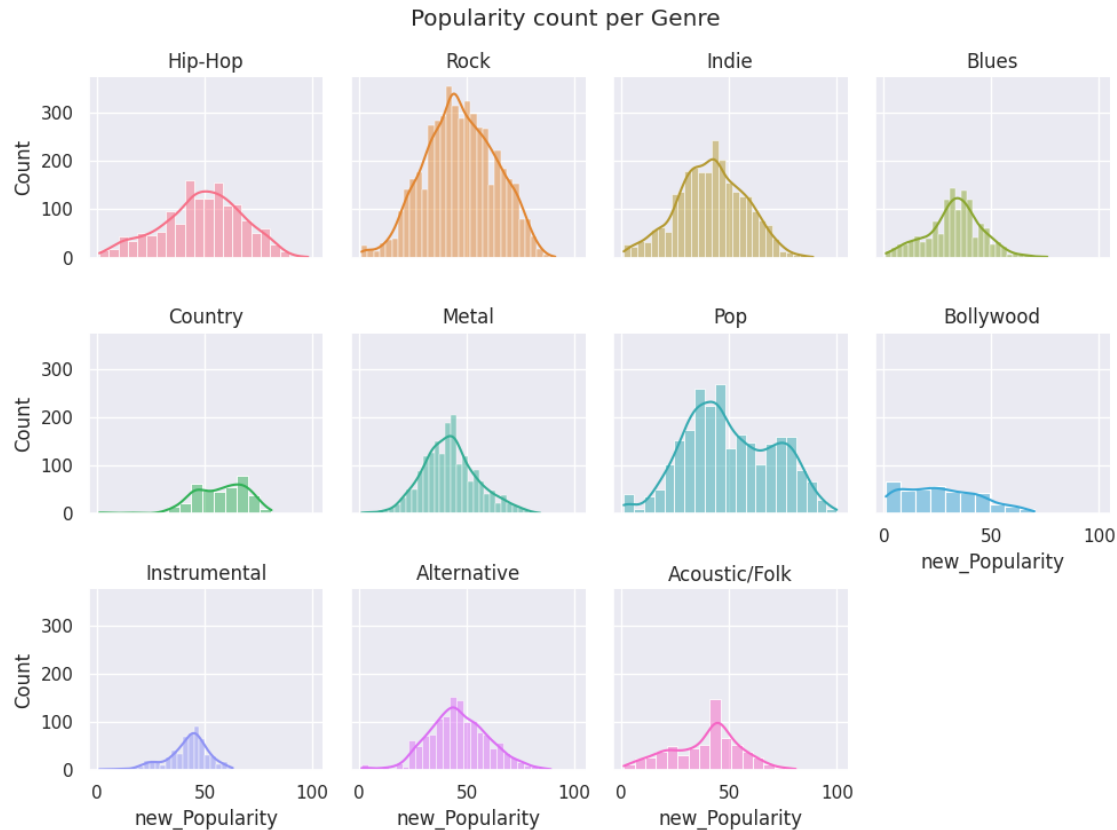 Popularity count per Genre
Hip-Hop Rock Indie Blues
300
200
100
0
Count
Country Metal Pop Bollywood
300
200
100
0
Count
0 50 100
new_Popularity
Instrumental Alternative Acoustic/Folk
300
200
100
0
Count
0 50 100 0 50 100 0 50 100
new_Popularity new_Popularity new_Popularity